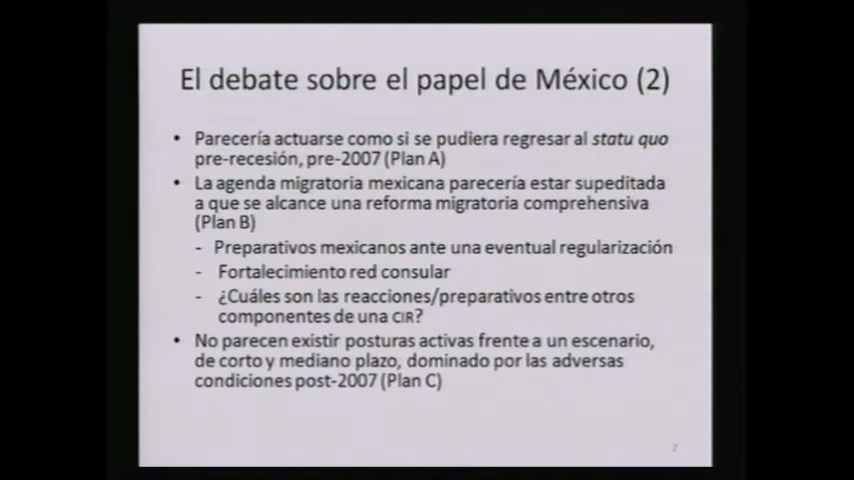 El debate sobre el papel de México (2)
• Parecería actuarse como si se pudiera regresar al statu quo
pre-recesión, pre-2007 (Plan A)
• La agenda migratoria mexicana parecería estar supeditada
a que se alcance una reforma migratoria comprehensiva
(Plan B)
- Preparativos mexicanos ante una eventual regularización
- Fortalecimiento red consular
- ¿Cuáles son las reacciones/preparativos entre otros
componentes de una CIR?
• No parecen existir posturas activas frente a un escenario,
de corto y mediano plazo, dominado por las adversas
condiciones post-2007 (Plan C)
7